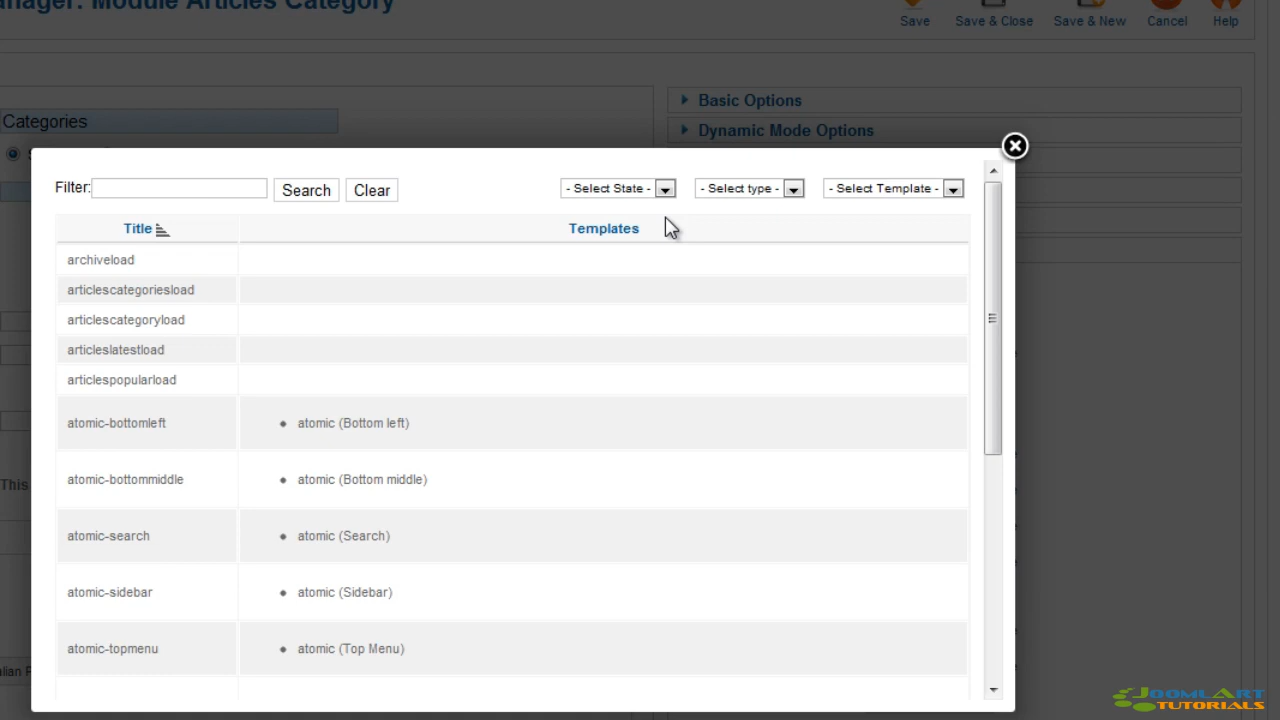 anager: Module Articles Category
Save
Save & Close
Save & New
Cancel
Help
Categories
Basic Options
Dynamic Mode Options
Filter:
Search
Clear
- Select State -
- Select type -
- Select Template -
Title
Templates
archiveload
articlescategoriesload
articlescategoryload
articleslatestload
articlespopularload
atomic-bottomleft
atomic (Bottom left)
atomic-bottommiddle
atomic (Bottom middle)
atomic-search
atomic (Search)
atomic-sidebar
atomic (Sidebar)
atomic-topmenu
atomic (Top Menu)
This
JOOMLART
TUTORIALS